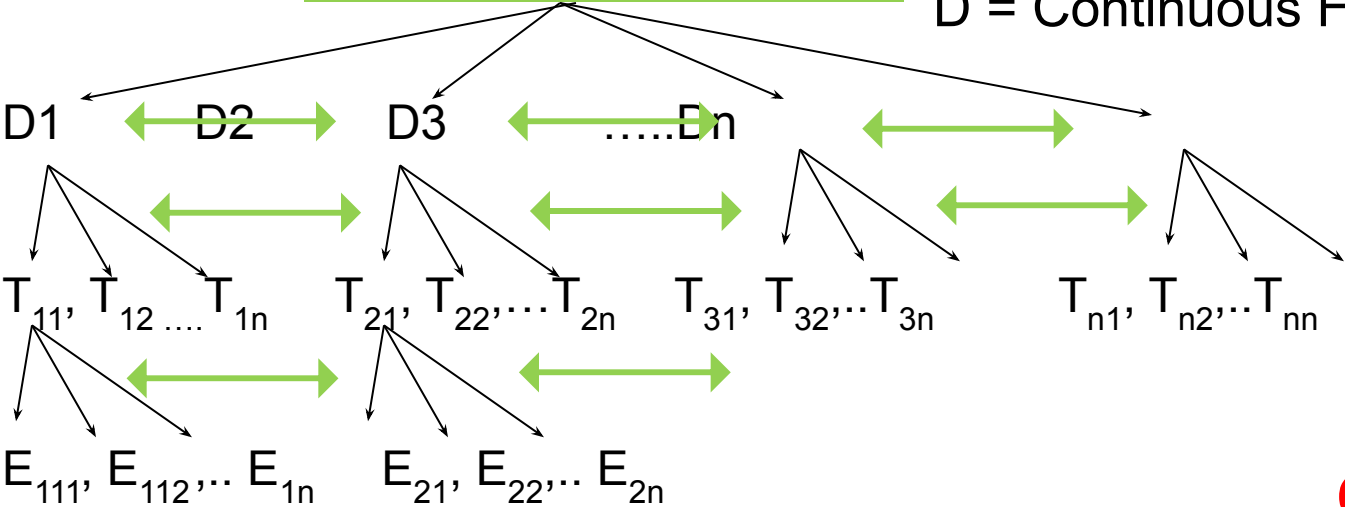 D = Continuous
D1 D2 D3 …..Dn
T11, T12 …. T1n T21, T22,…T2n T31, T32,..T3n Tn1, Tn2,..Tnn
E111, E112,.. E1n E21, E22,.. E2n